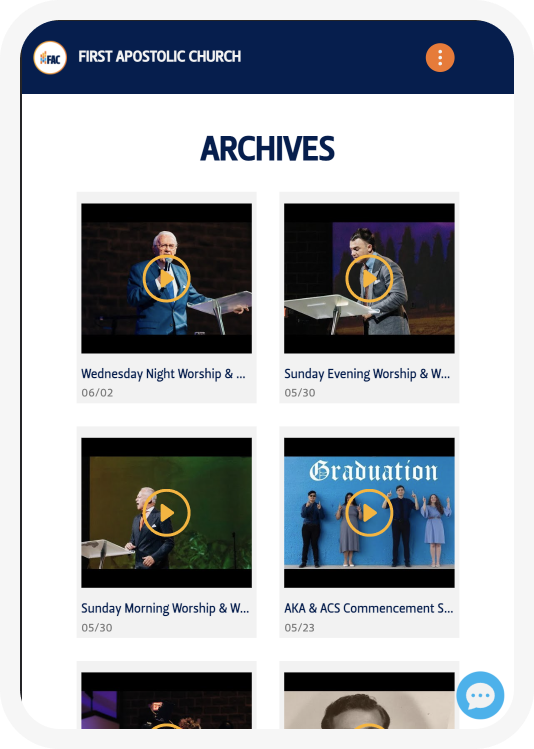 FAC
FIRST APOSTOLIC CHURCH
ARCHIVES
Wednesday Night Worship & ...
06/02
Sunday Evening Worship & W...
05/30
Graduation
Sunday Morning Worship & W...
05/30
AKA & ACS Commencement S...
05/23